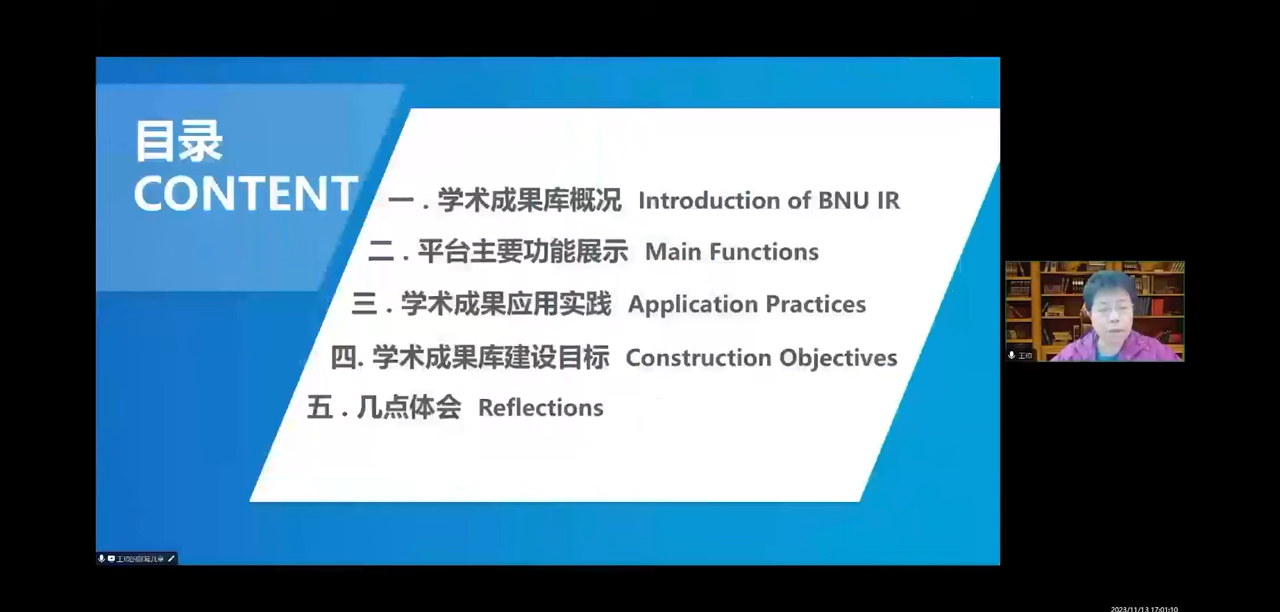 目录
CONTENT
一 . 学术成果库概况 Introduction of BNU IR
二 . 平台主要功能展示 Main Functions
三 . 学术成果应用实践 Application Practices
四. 学术成果库建设目标 Construction Objectives
五 . 几点体会 Reflections
2023/11/13 17:01:10